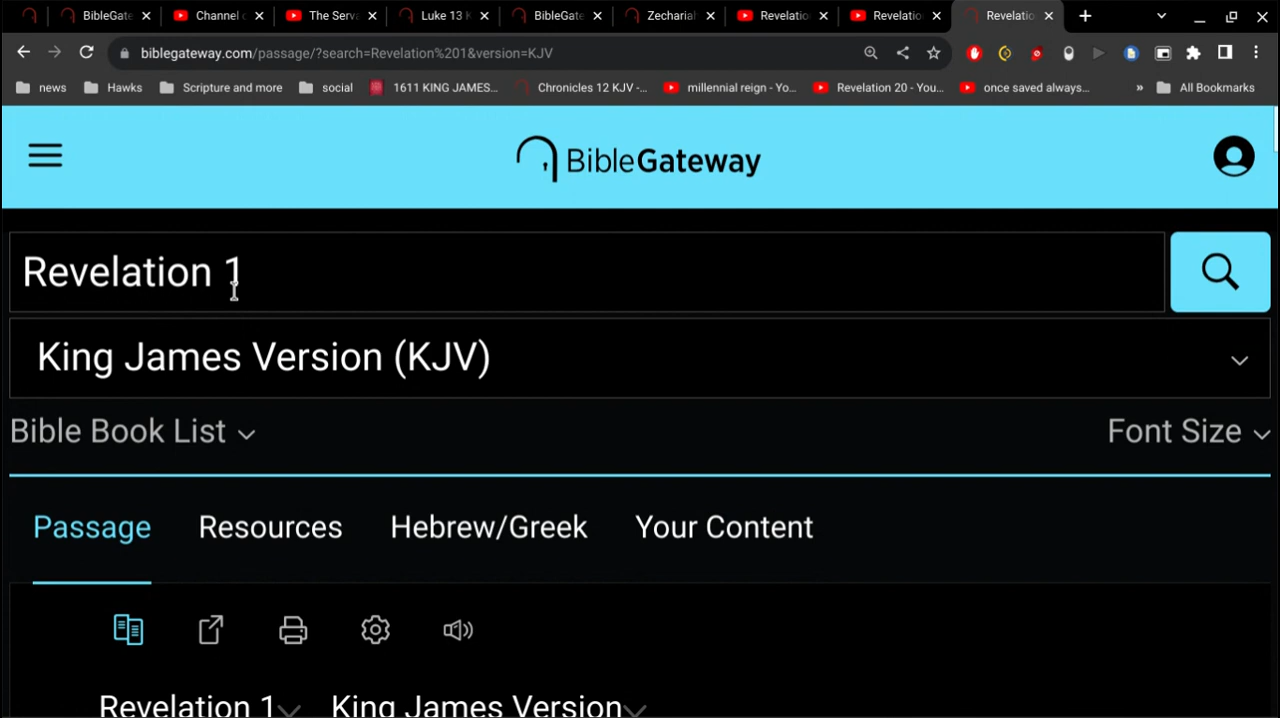 BibleGate
Channel
The Serva
Luke 13 K
BibleGate
Zechariah
Revelatio
Revelatio
Revelatio
biblegateway.com/passage/?search=Revelation%201&version=KJV
news Hawks Scripture and more social 1611 KING JAMES... Chronicles 12 KJV -... millennial reign - Yo... Revelation 20 - You... once saved always... » All Bookmarks
BibleGateway
Revelation 1
King James Version (KJV)
Bible Book List Font Size
Passage Resources Hebrew/Greek Your Content
Revelation 1 King James Version